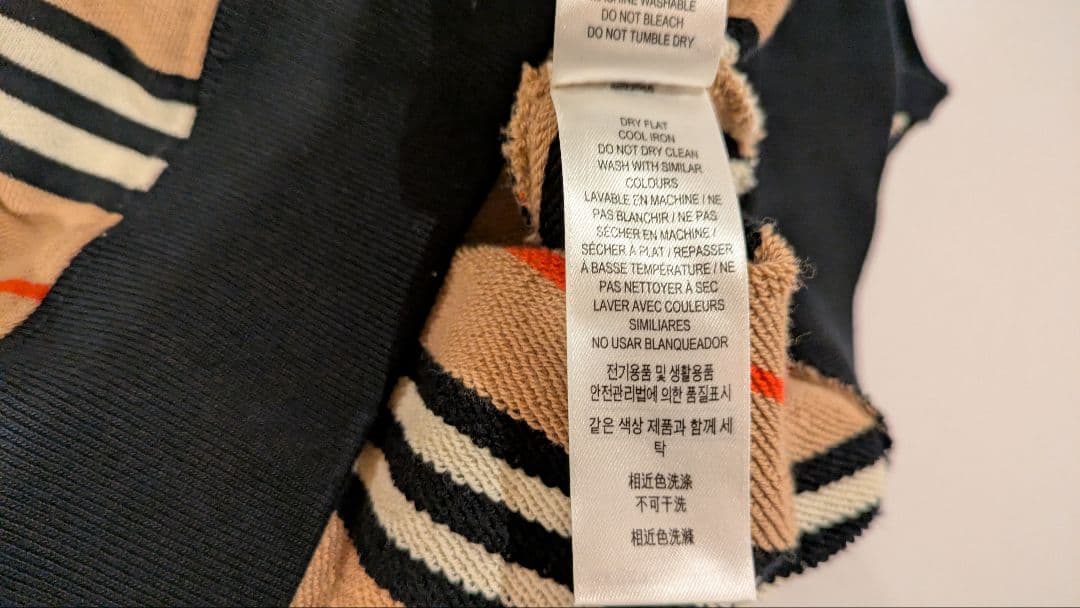 MACHINE WASHABLE
DO NOT BLEACH
DO NOT TUMBLE DRY
DRY FLAT
COOL IRON
DO NOT DRY CLEAN
WASH WITH SIMILAR
COLOURS
LAVABLE EN MACHINE / NE
PAS BLANCHIR / NE PAS
SÉCHER EN MACHINE /
SÉCHER À PLAT / REPASSER
À BASSE TEMPÉRATURE / NE
PAS NETTOYER À SEC
LAVER AVEC COULEURS
SIMILIARES
NO USAR BLANQUEADOR
전기용품 및 생활용품
안전관리법에 의한 품질표시
같은 색상 제품과 함께 세
탁
相近色洗涤
不可干洗
相近色洗滌